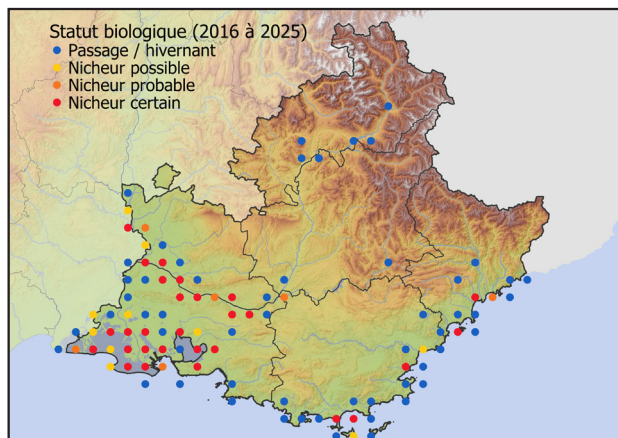 Statut biologique (2016 à 2025)
Passage / hivernant
Nicheur possible
Nicheur probable
Nicheur certain